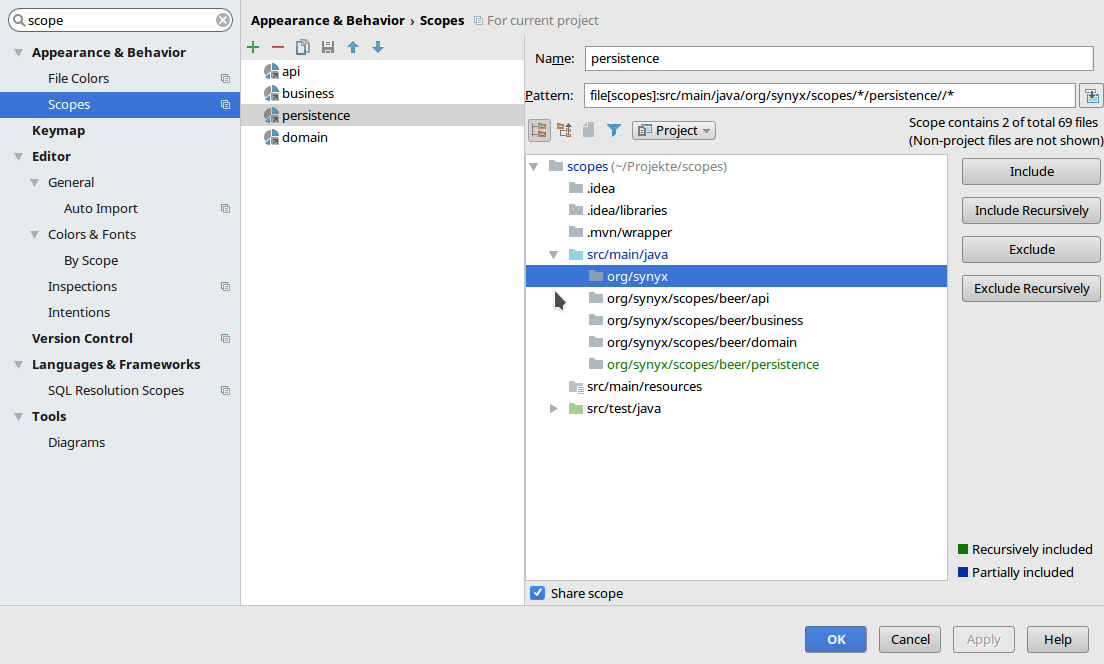 scope
Appearance & Behavior
File Colors
Scopes
Keymap
Editor
General
Auto Import
Colors & Fonts
By Scope
Inspections
Intentions
Version Control
Languages & Frameworks
SQL Resolution Scopes
Tools
Diagrams
Appearance & Behavior › Scopes For current project
api
business
persistence
domain
Name: persistence
Pattern: file[scopes]:src/main/java/org/synyx/scopes/*/persistence//*
Project
Scope contains 2 of total 69 files
(Non-project files are not shown)
scopes (~/Projekte/scopes)
.idea
.idea/libraries
.mvn/wrapper
src/main/java
org/synyx
org/synyx/scopes/beer/api
org/synyx/scopes/beer/business
org/synyx/scopes/beer/domain
org/synyx/scopes/beer/persistence
src/main/resources
src/test/java
Include
Include Recursively
Exclude
Exclude Recursively
Recursively included
Partially included
Share scope
OK Cancel Apply Help